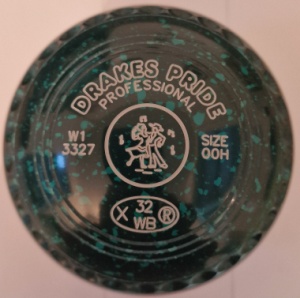 DRAKES PRIDE
PROFESSIONAL
W1
3327
SIZE
00H
X
32
WB
R